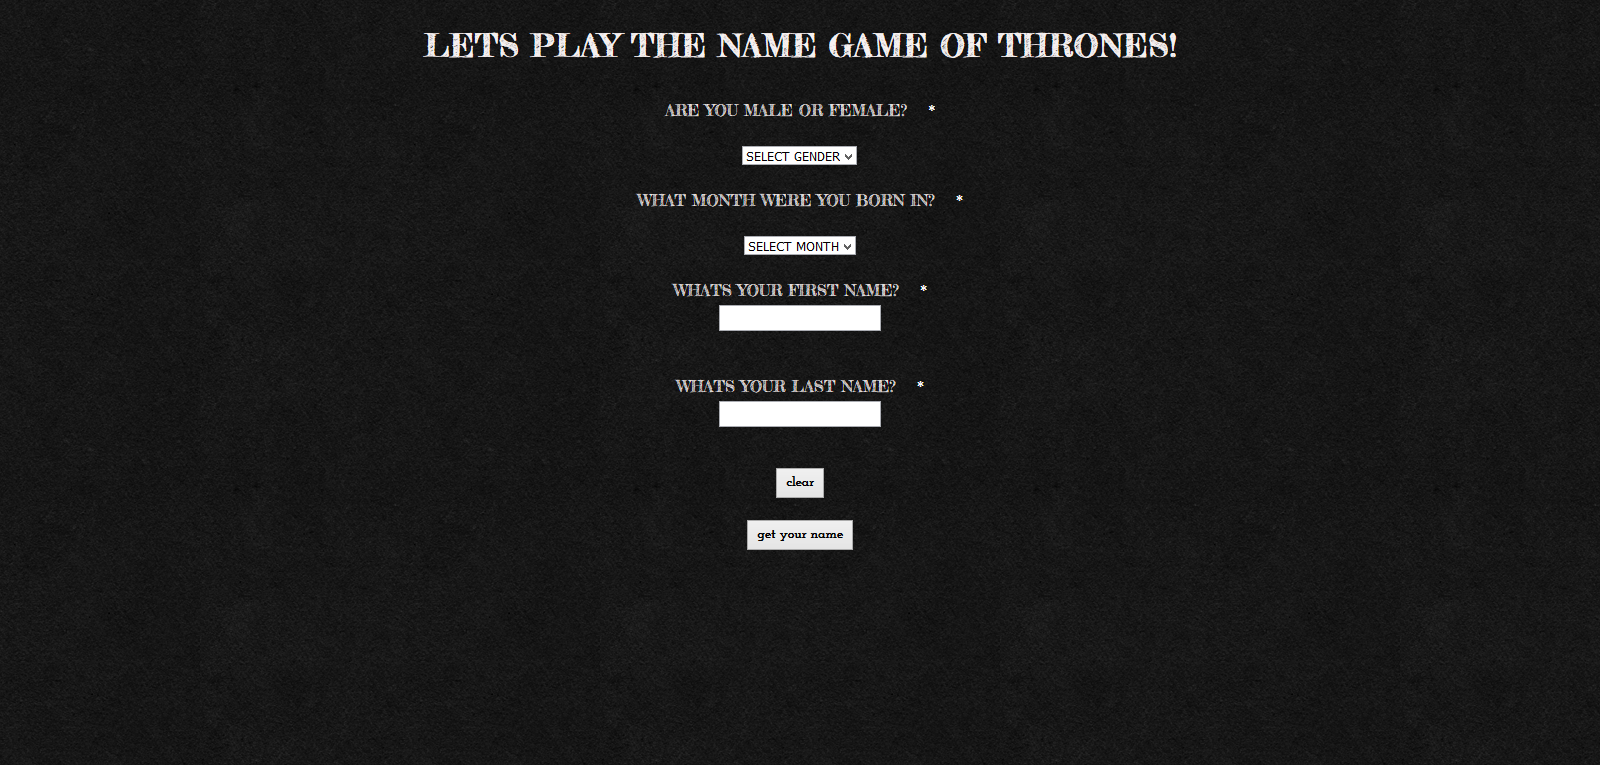 LETS PLAY THE NAME GAME OF THRONES!
ARE YOU MALE OR FEMALE? *
SELECT GENDER
WHAT MONTH WERE YOU BORN IN? *
SELECT MONTH
WHATS YOUR FIRST NAME? *
WHATS YOUR LAST NAME? *
clear
get your name